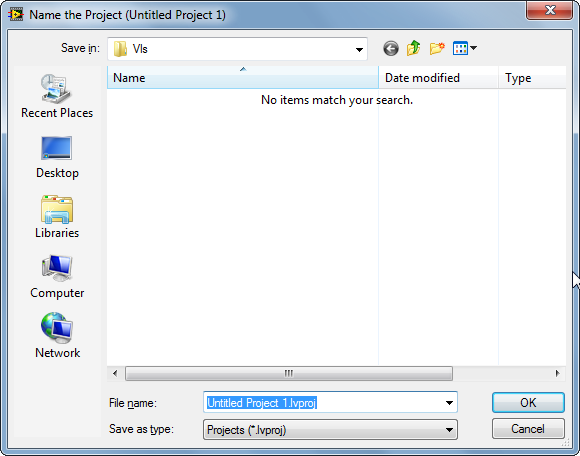 Name the Project (Untitled Project 1)
Save in: VIs
Name Date modified Type
No items match your search.
Recent Places
Desktop
Libraries
Computer
Network
File name: Untitled Project 1.lvproj OK
Save as type: Projects (*.lvproj) Cancel